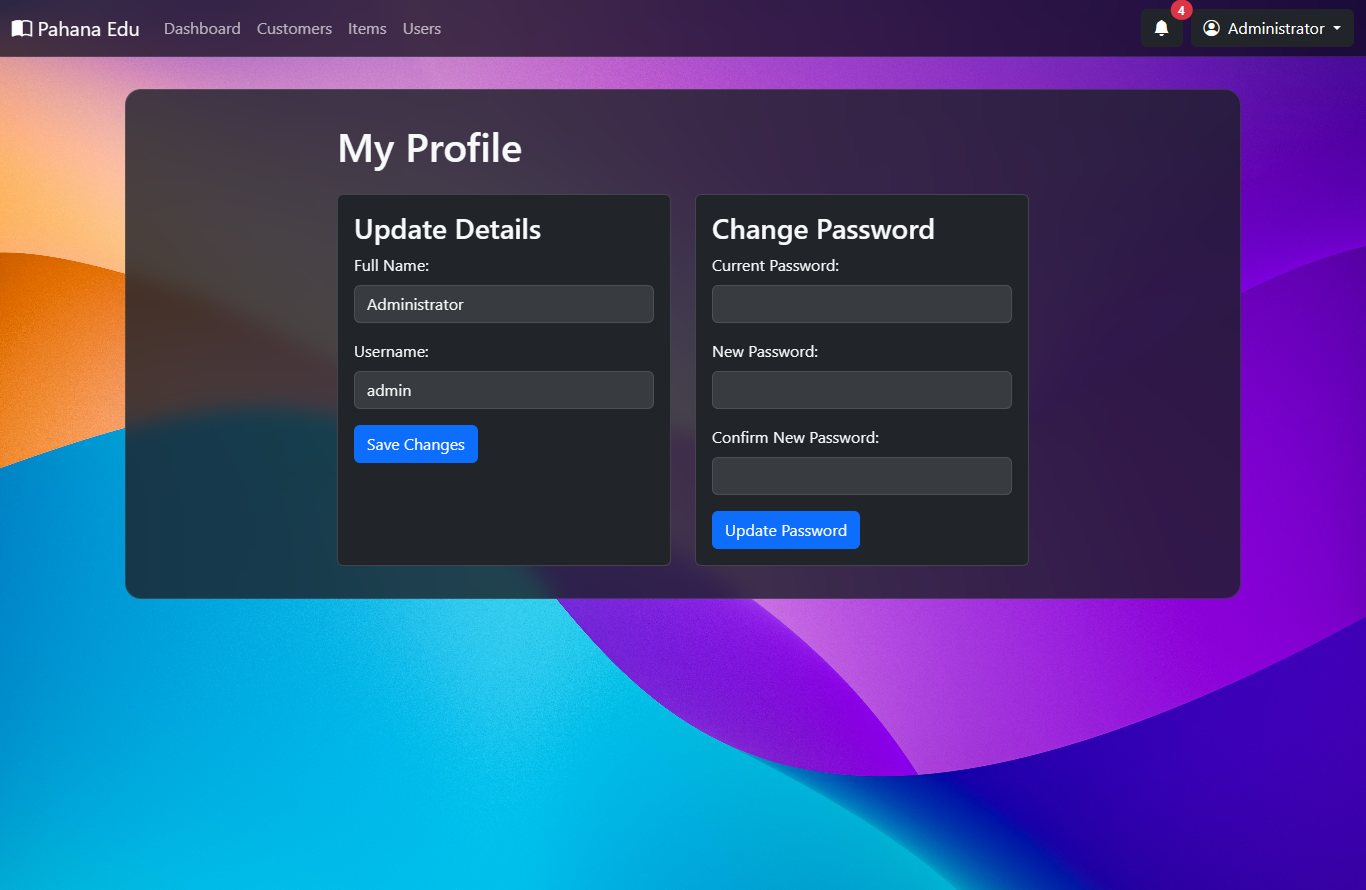 Pahana Edu Dashboard Customers Items Users 4 Administrator
My Profile
Update Details
Full Name:
Administrator
Username:
admin
Save Changes
Change Password
Current Password:
New Password:
Confirm New Password:
Update Password